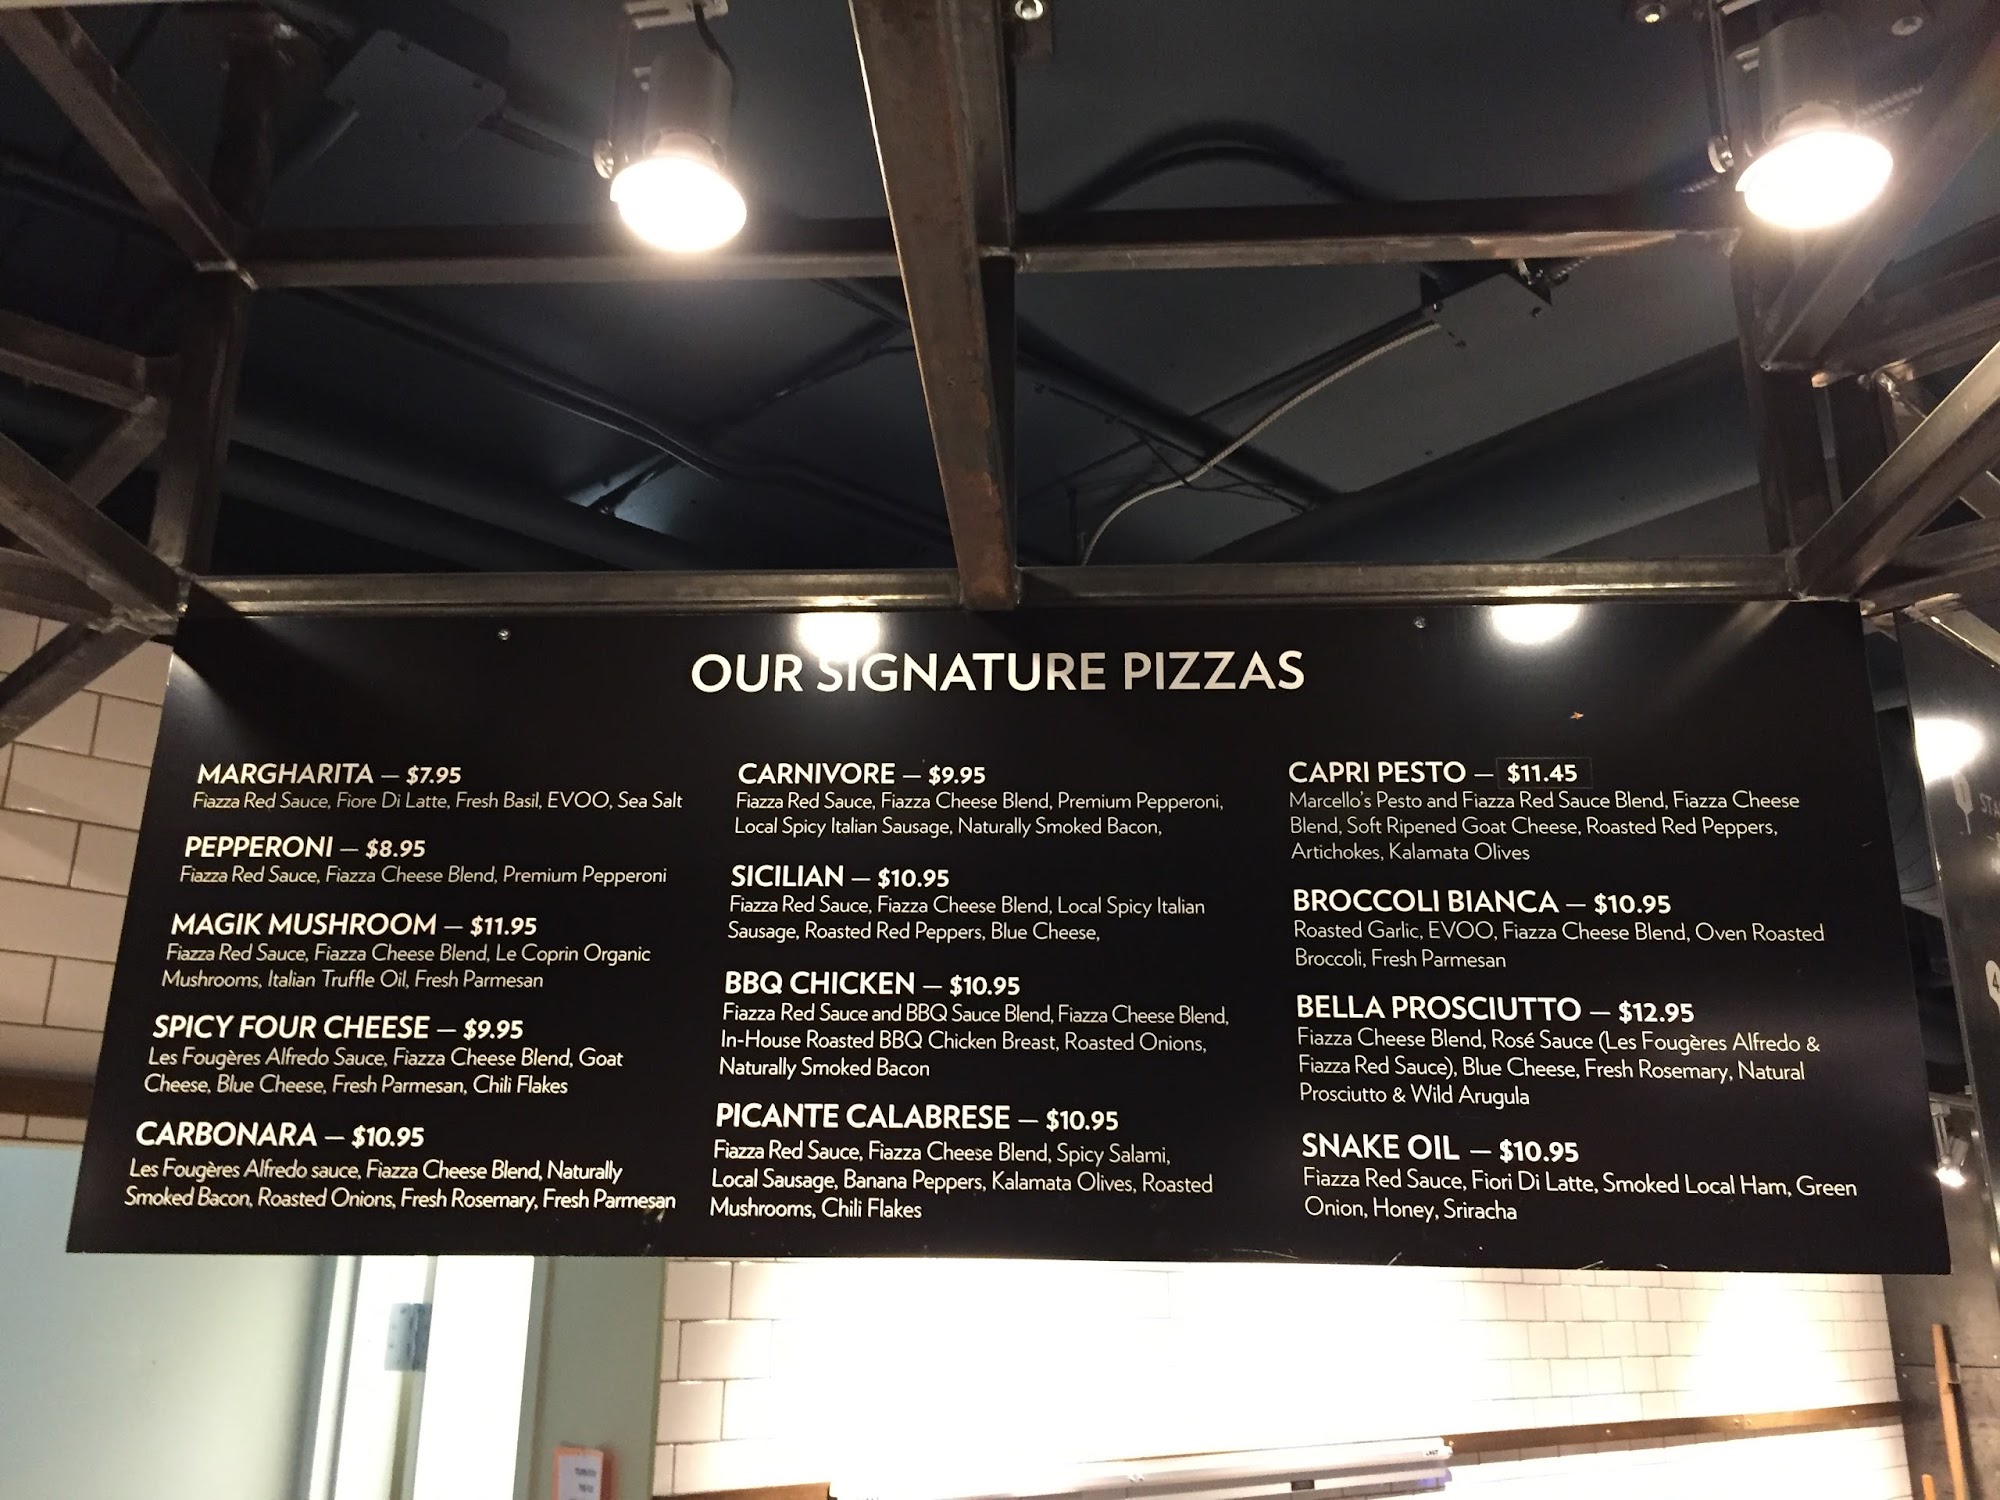 OUR SIGNATURE PIZZAS
MARGHARITA — $7.95
Fiazza Red Sauce, Fiore Di Latte, Fresh Basil, EVOO, Sea Salt
PEPPERONI — $8.95
Fiazza Red Sauce, Fiazza Cheese Blend, Premium Pepperoni
MAGIK MUSHROOM — $11.95
Fiazza Red Sauce, Fiazza Cheese Blend, Le Coprin Organic
Mushrooms, Italian Truffle Oil, Fresh Parmesan
SPICY FOUR CHEESE — $9.95
Les Fougères Alfredo Sauce, Fiazza Cheese Blend, Goat
Cheese, Blue Cheese, Fresh Parmesan, Chili Flakes
CARBONARA — $10.95
Les Fougères Alfredo sauce, Fiazza Cheese Blend, Naturally
Smoked Bacon, Roasted Onions, Fresh Rosemary, Fresh Parmesan
CARNIVORE — $9.95
Fiazza Red Sauce, Fiazza Cheese Blend, Premium Pepperoni,
Local Spicy Italian Sausage, Naturally Smoked Bacon,
SICILIAN — $10.95
Fiazza Red Sauce, Fiazza Cheese Blend, Local Spicy Italian
Sausage, Roasted Red Peppers, Blue Cheese,
BBQ CHICKEN — $10.95
Fiazza Red Sauce and BBQ Sauce Blend, Fiazza Cheese Blend,
In-House Roasted BBQ Chicken Breast, Roasted Onions,
Naturally Smoked Bacon
PICANTE CALABRESE — $10.95
Fiazza Red Sauce, Fiazza Cheese Blend, Spicy Salami,
Local Sausage, Banana Peppers, Kalamata Olives, Roasted
Mushrooms, Chili Flakes
CAPRI PESTO — $11.45
Marcello's Pesto and Fiazza Red Sauce Blend, Fiazza Cheese
Blend, Soft Ripened Goat Cheese, Roasted Red Peppers,
Artichokes, Kalamata Olives
BROCCOLI BIANCA — $10.95
Roasted Garlic, EVOO, Fiazza Cheese Blend, Oven Roasted
Broccoli, Fresh Parmesan
BELLA PROSCIUTTO — $12.95
Fiazza Cheese Blend, Rosé Sauce (Les Fougères Alfredo &
Fiazza Red Sauce), Blue Cheese, Fresh Rosemary, Natural
Prosciutto & Wild Arugula
SNAKE OIL — $10.95
Fiazza Red Sauce, Fiori Di Latte, Smoked Local Ham, Green
Onion, Honey, Sriracha